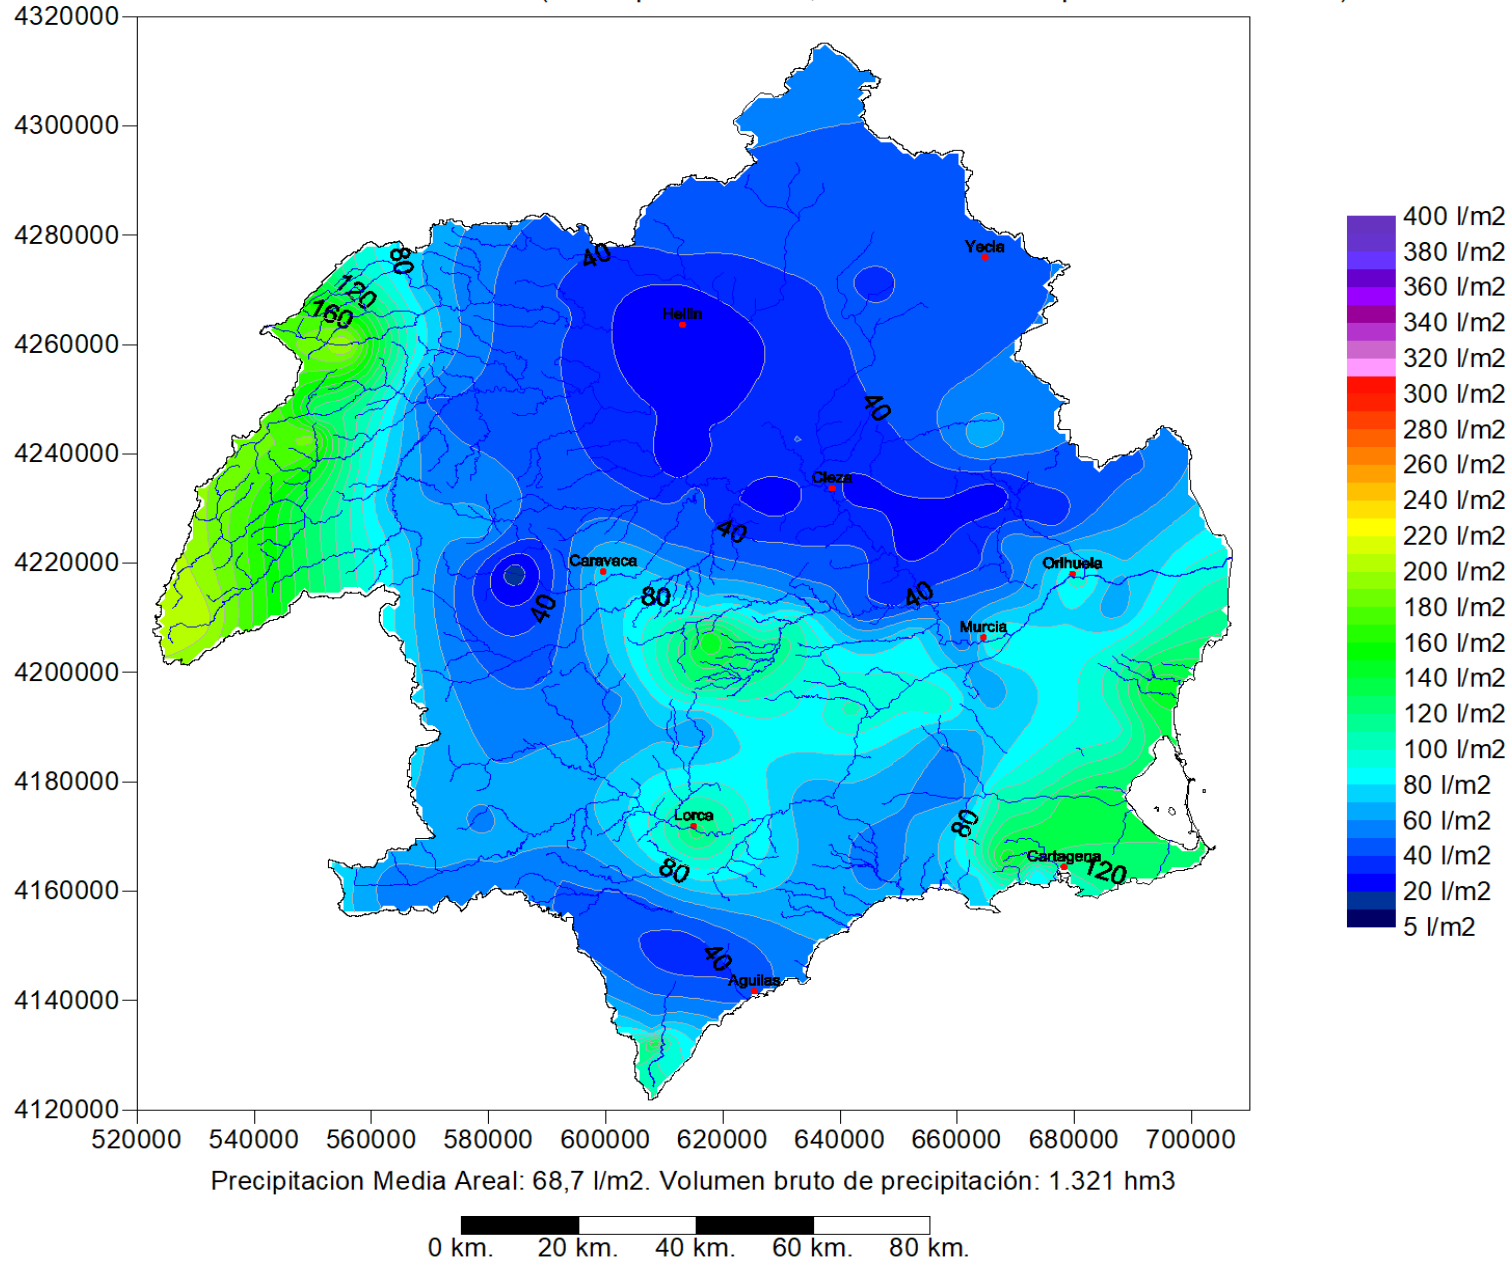 4320000
4300000
4280000
4260000
4240000
4220000
4200000
4180000
4160000
4140000
4120000
520000 540000 560000 580000 600000 620000 640000 660000 680000 700000
80
120
160
40
Yecla
Hellin
40
Cieza
40
Caravaca
Orihuela
80
40
40
Murcia
Lorca
80
80
Cartagena
120
40
Aguilas
400 l/m2
380 l/m2
360 l/m2
340 l/m2
320 l/m2
300 l/m2
280 l/m2
260 l/m2
240 l/m2
220 l/m2
200 l/m2
180 l/m2
160 l/m2
140 l/m2
120 l/m2
100 l/m2
80 l/m2
60 l/m2
40 l/m2
20 l/m2
5 l/m2
Precipitacion Media Areal: 68,7 l/m2. Volumen bruto de precipitación: 1.321 hm3
0 km. 20 km. 40 km. 60 km. 80 km.